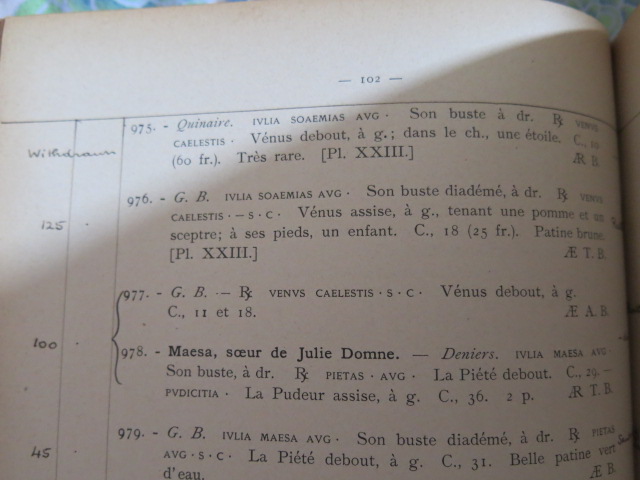 — 102 —
Withdrawn
975. - Quinaire. IVLIA SOAEMIAS AVG · Son buste à dr. ℞ VENVS
CAELESTIS · Vénus debout, à g.; dans le ch., une étoile. C.,
(60 fr.). Très rare. [Pl. XXIII.] ÆR B.
125
976. - G. B. IVLIA SOAEMIAS AVG · Son buste diadémé, à dr. ℞ VENVS
CAELESTIS · — S · C · Vénus assise, à g., tenant une pomme et un
sceptre; à ses pieds, un enfant. C., 18 (25 fr.). Patine brune.
[Pl. XXIII.] Æ T. B.
977. - G. B. — ℞ VENVS CAELESTIS · S · C · Vénus debout, à g.
C., 11 et 18. Æ A. B.
100
978. - Maesa, sœur de Julie Domne. — Deniers. IVLIA MAESA AVG ·
Son buste, à dr. ℞ PIETAS · AVG · La Piété debout. C., 29. —
PVDICITIA · La Pudeur assise, à g. C., 36. 2 p. ÆR T. B.
45
979. - G. B. IVLIA MAESA AVG · Son buste diadémé, à dr. ℞ PIETAS
AVG · S · C · La Piété debout, à g. C., 31. Belle patine vert
d'eau. Æ B.